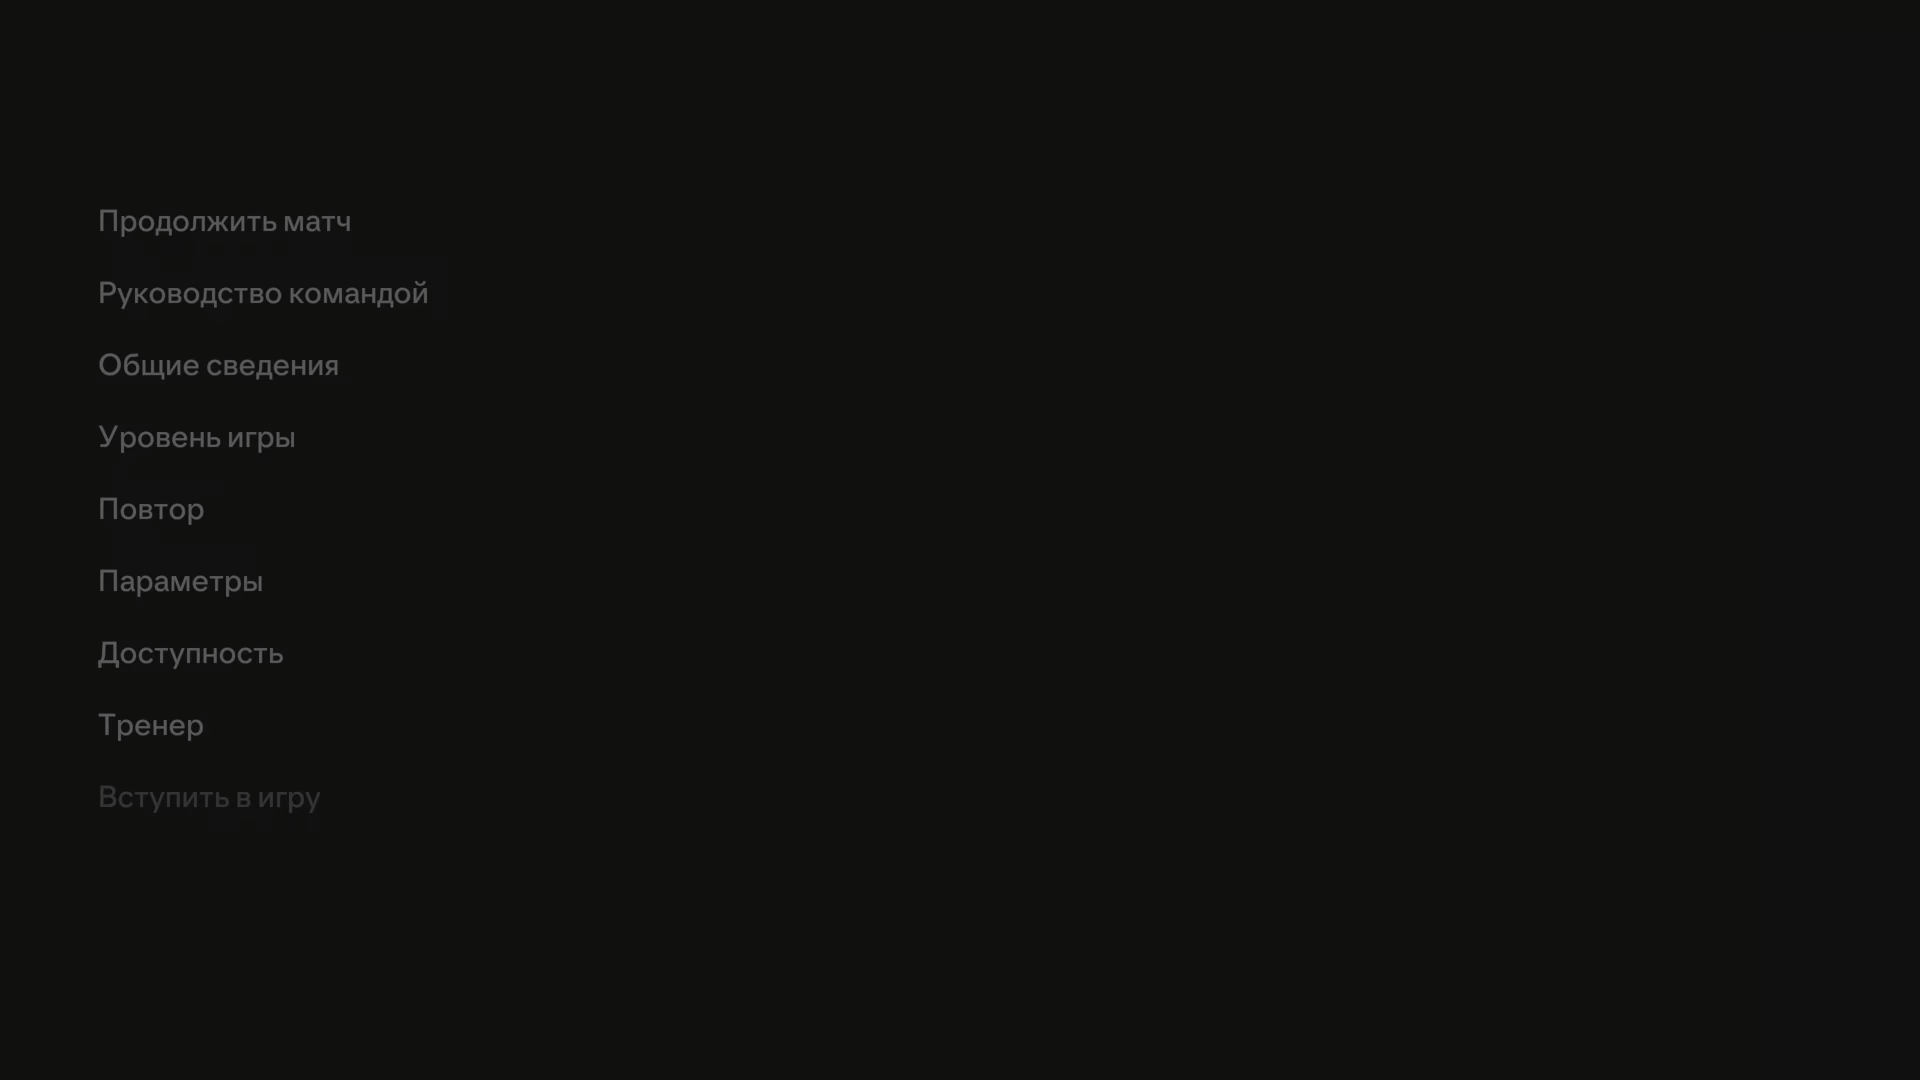 Продолжить матч
Руководство командой
Общие сведения
Уровень игры
Повтор
Параметры
Доступность
Тренер
Вступить в игру